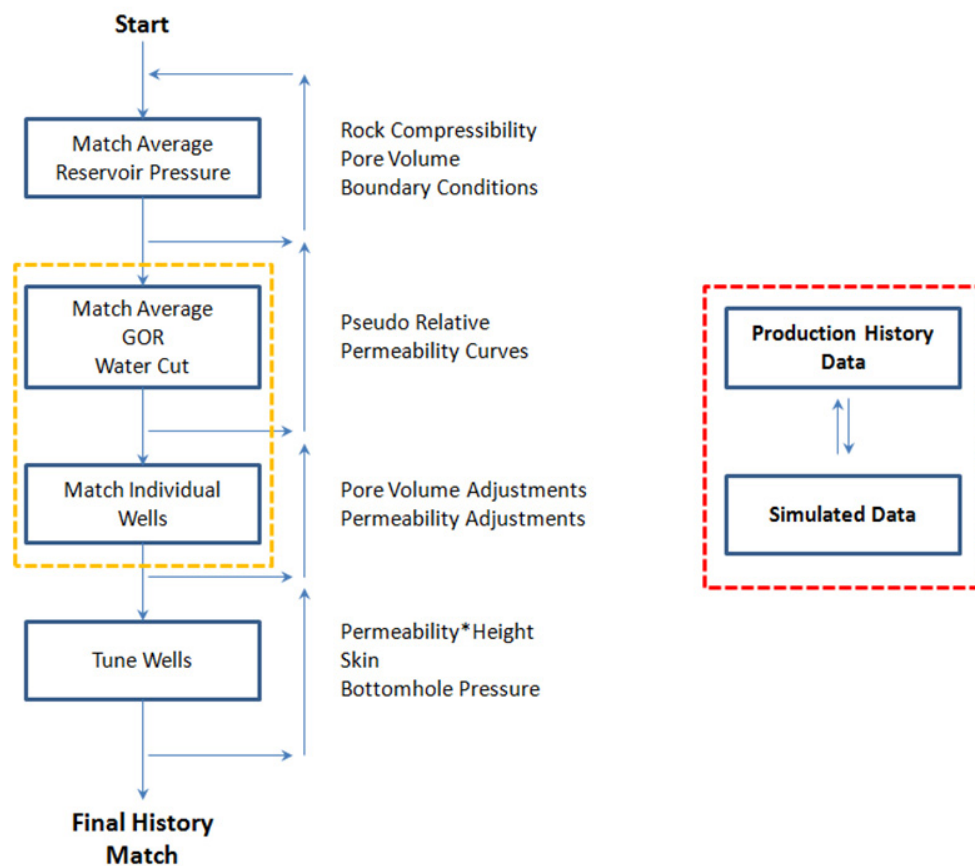 Start
Match Average
Reservoir Pressure
Rock Compressibility
Pore Volume
Boundary Conditions
Match Average
GOR
Water Cut
Pseudo Relative
Permeability Curves
Match Individual
Wells
Pore Volume Adjustments
Permeability Adjustments
Tune Wells
Permeability*Height
Skin
Bottomhole Pressure
Final History
Match
Production History
Data
Simulated Data